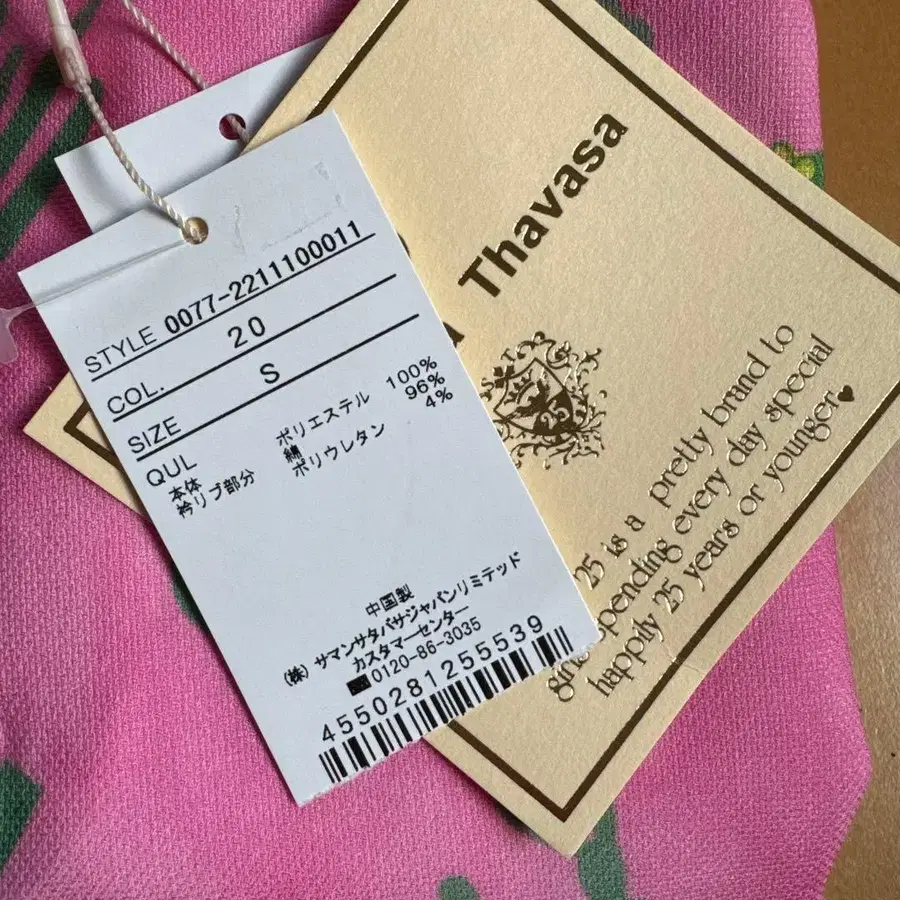 STYLE 0077-2211100011
COL. 20
SIZE S
QUL
本体 ポリエステル 100%
衿リブ部分 綿 96%
ポリウレタン 4%
中国製
(株) サマンサタバサジャパンリミテッド
カスタマーセンター
0120-86-3035
4550281255539
Thavasa
25
25 is a pretty brand to
spending every day special
happily 25 years or younger♥